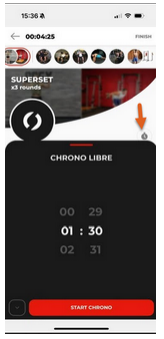 15:36
00:04:25 FINISH
SUPERSET
x3 rounds
CHRONO LIBRE
00 29
01 : 30
02 31
START CHRONO